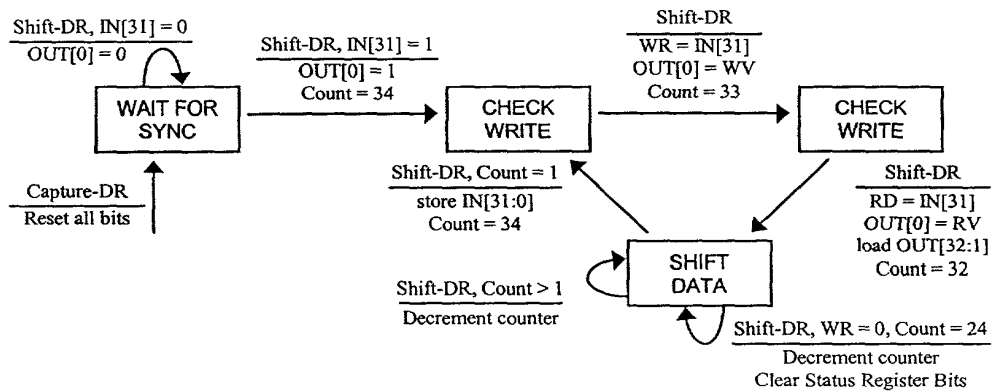 Shift-DR, IN[31] = 0
OUT[0] = 0
Shift-DR, IN[31] = 1
OUT[0] = 1
Count = 34
Shift-DR
WR = IN[31]
OUT[0] = WV
Count = 33
WAIT FOR
SYNC
CHECK
WRITE
CHECK
WRITE
Capture-DR
Reset all bits
Shift-DR, Count = 1
store IN[31:0]
Count = 34
Shift-DR
RD = IN[31]
OUT[0] = RV
load OUT[32:1]
Count = 32
SHIFT
DATA
Shift-DR, Count > 1
Decrement counter
Shift-DR, WR = 0, Count = 24
Decrement counter
Clear Status Register Bits